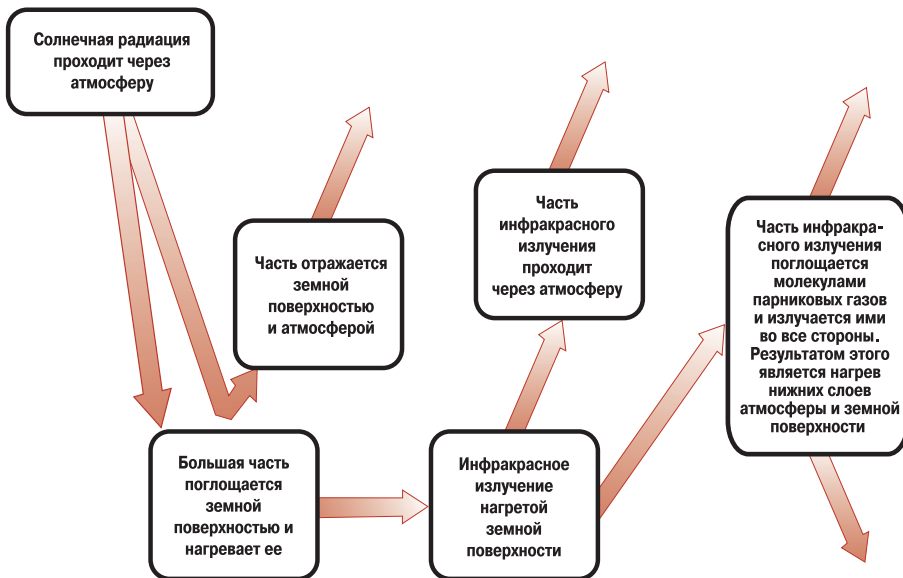 Солнечная радиация
проходит через
атмосферу
Часть отражается
земной
поверхностью
и атмосферой
Часть
инфракрасного
излучения
проходит
через атмосферу
Часть инфракра-
сного излучения
поглощается
молекулами
парниковых газов
и излучается ими
во все стороны.
Результатом этого
является нагрев
нижних слоев
атмосферы и земной
поверхности
Большая часть
поглощается
земной
поверхностью и
нагревает ее
Инфракрасное
излучение
нагретой
земной
поверхности